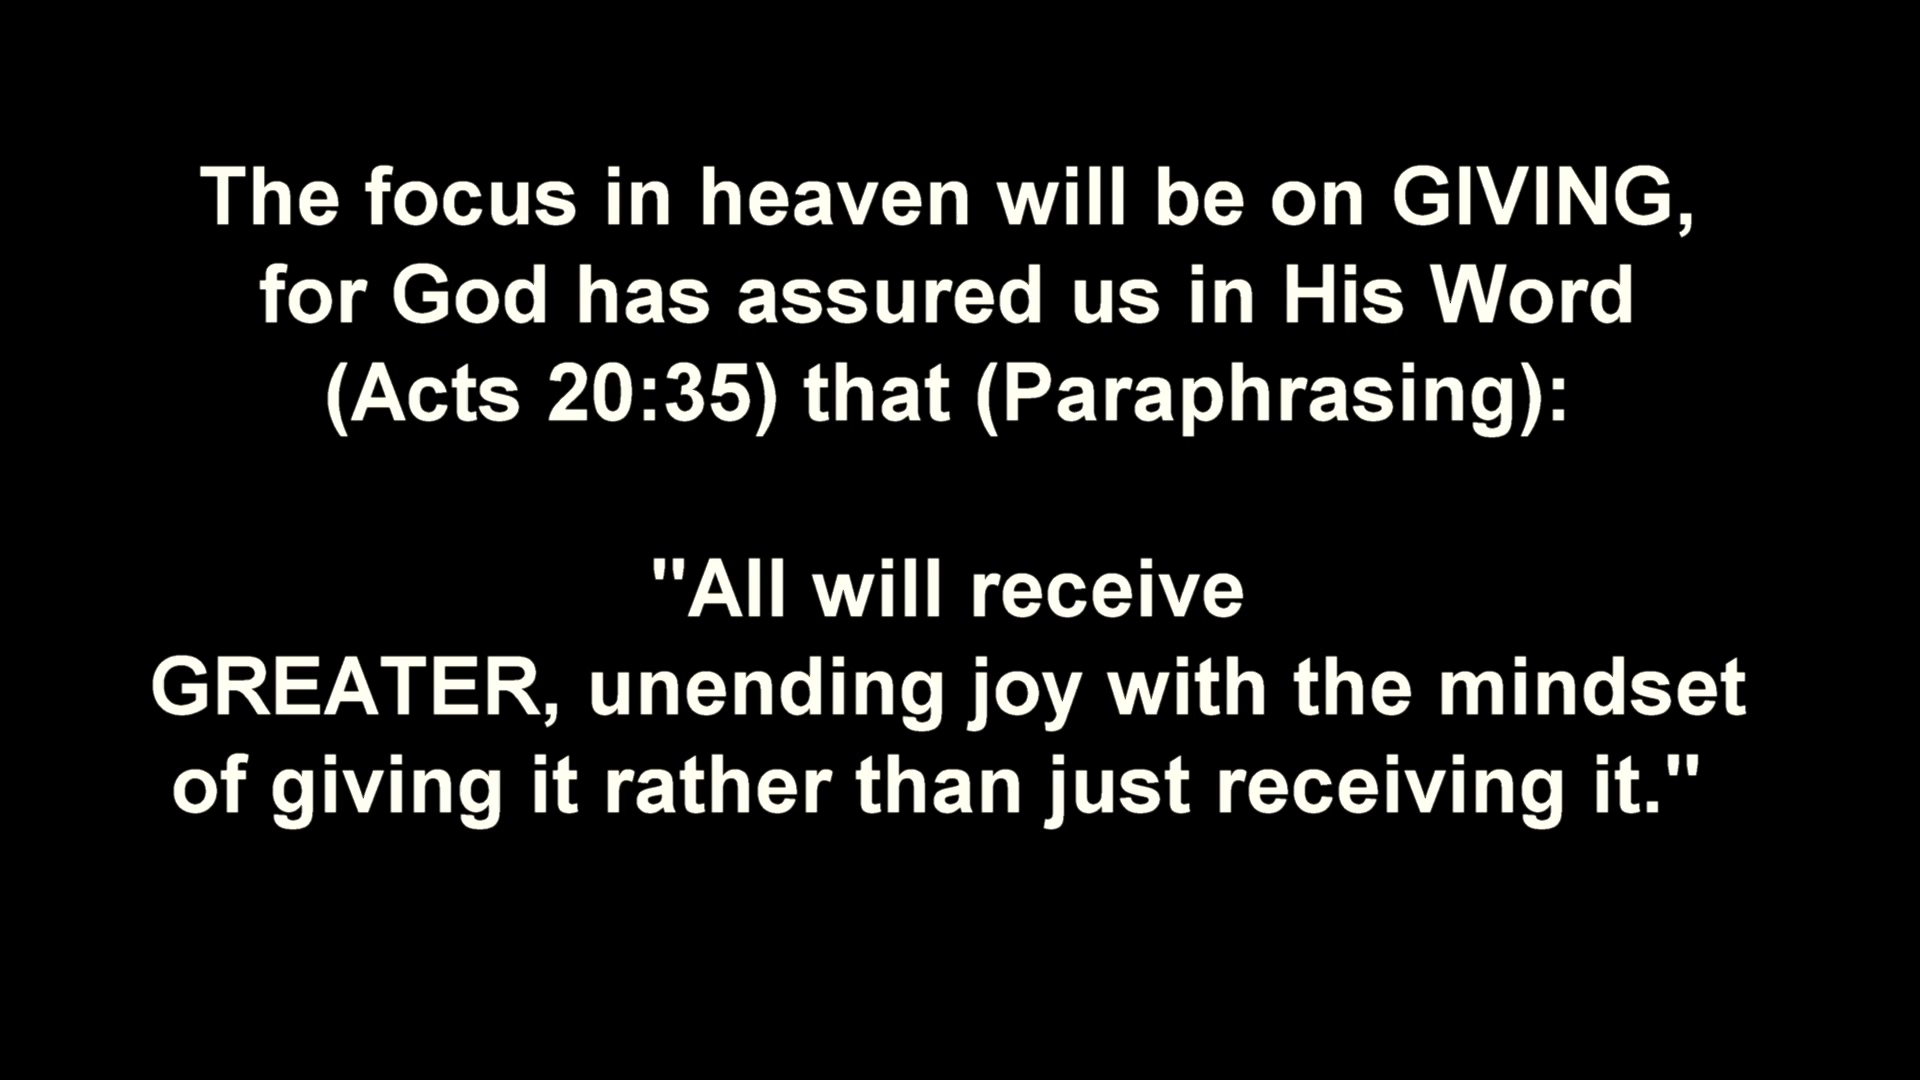 The focus in heaven will be on GIVING,
for God has assured us in His Word
(Acts 20:35) that (Paraphrasing):
"All will receive
GREATER, unending joy with the mindset
of giving it rather than just receiving it."